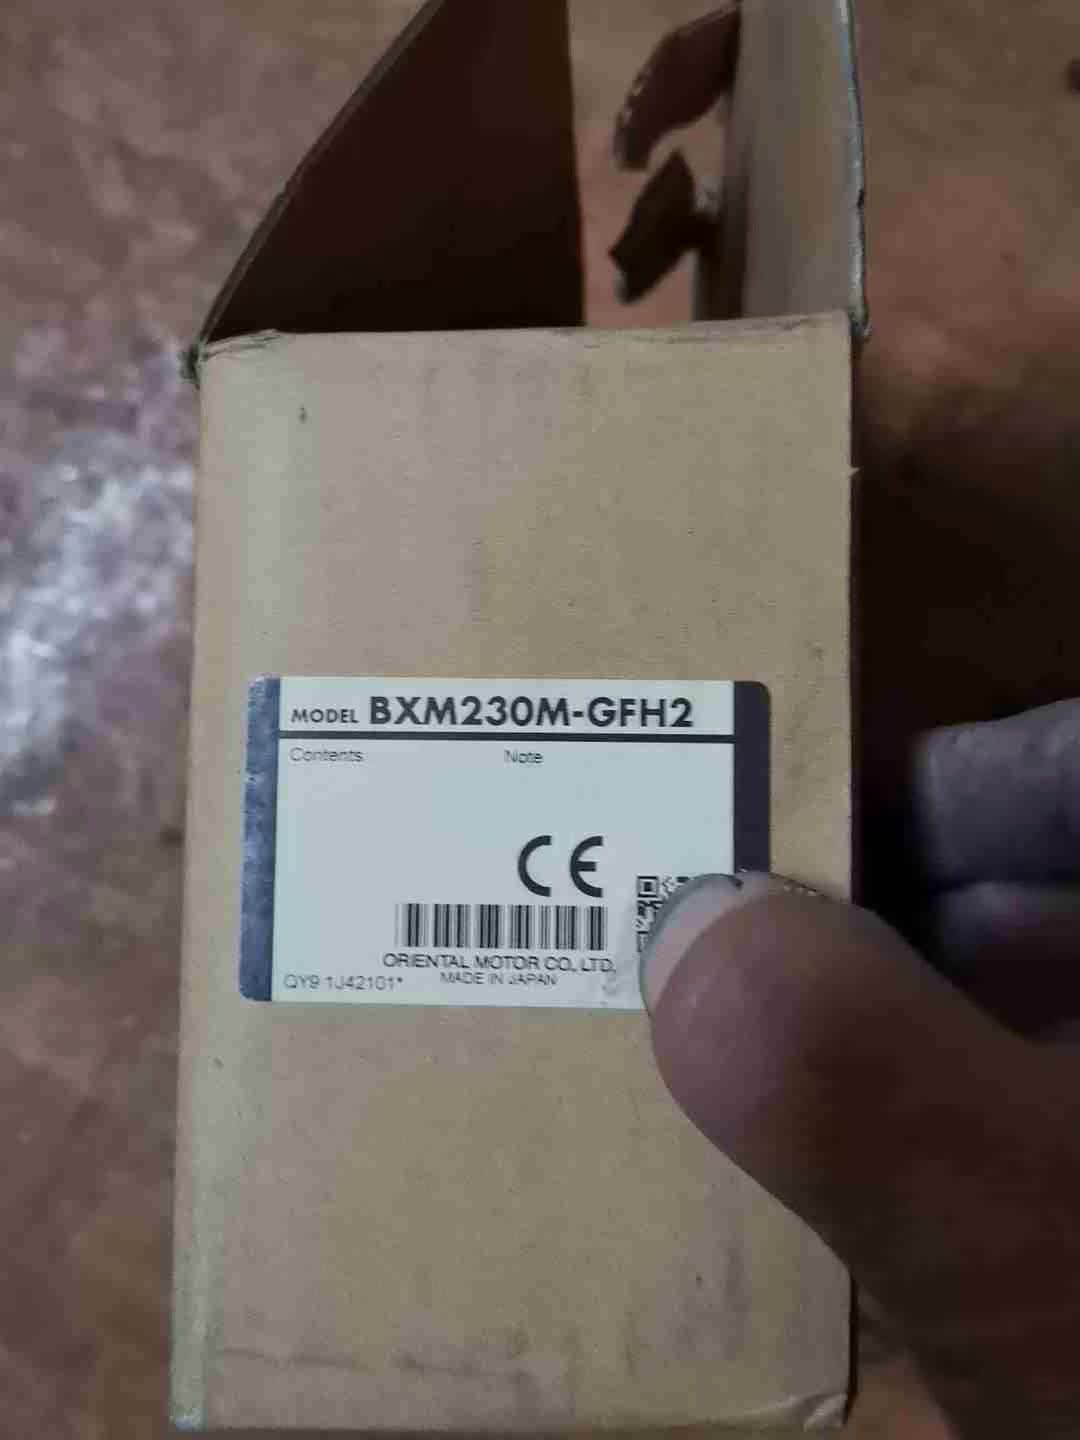 MODEL BXM230M-GFH2
Contents Note
CE
ORIENTAL MOTOR CO., LTD.
QY9 1J42101* MADE IN JAPAN